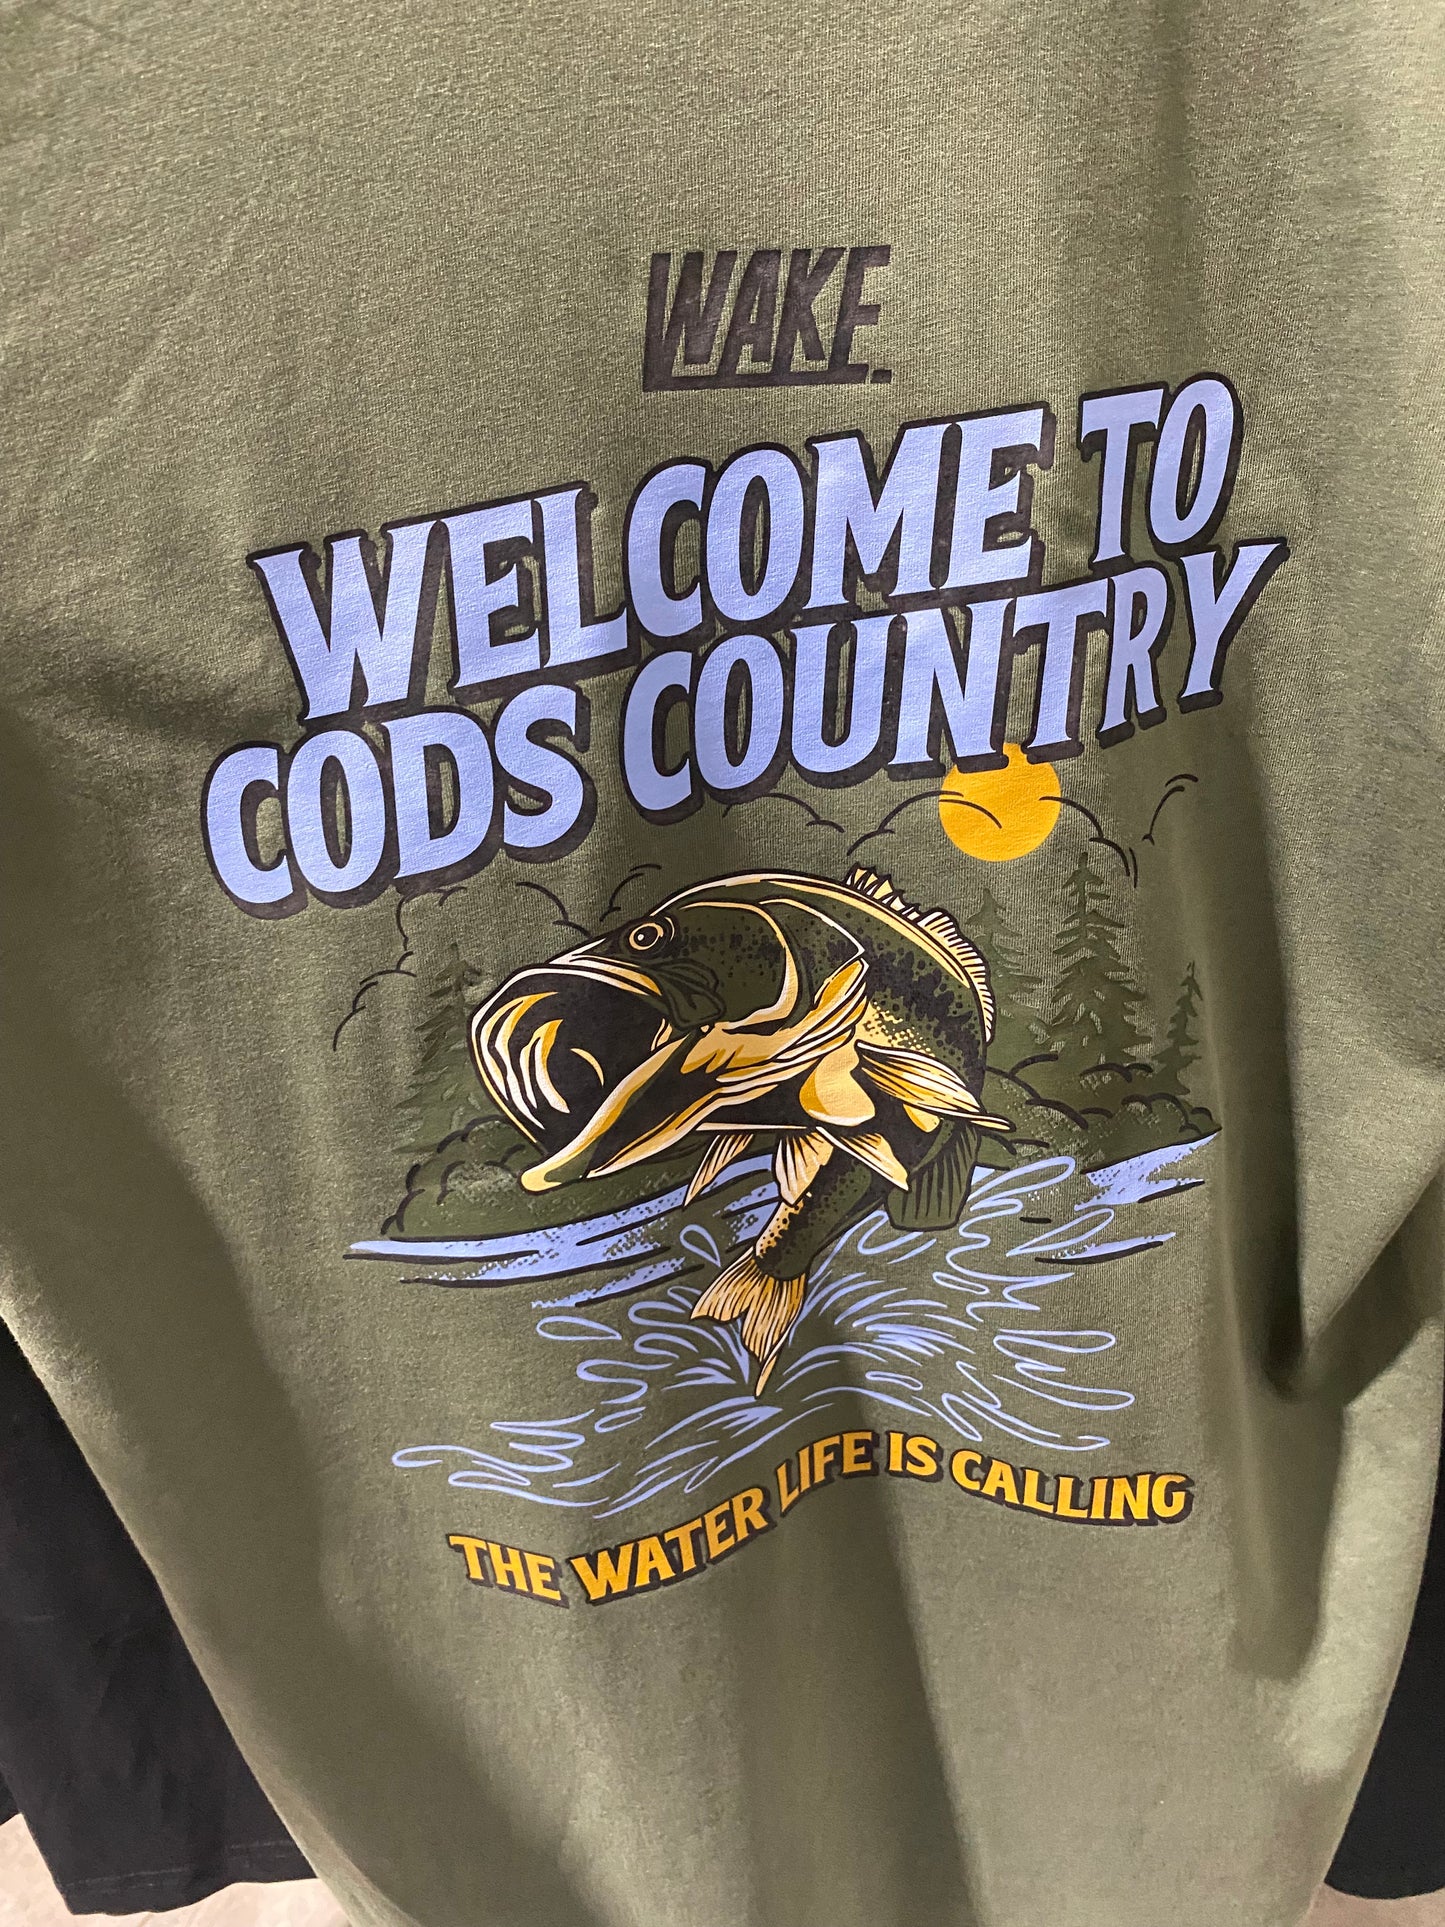 WAKE.
WELCOME TO
CODS COUNTRY
THE WATER LIFE IS CALLING